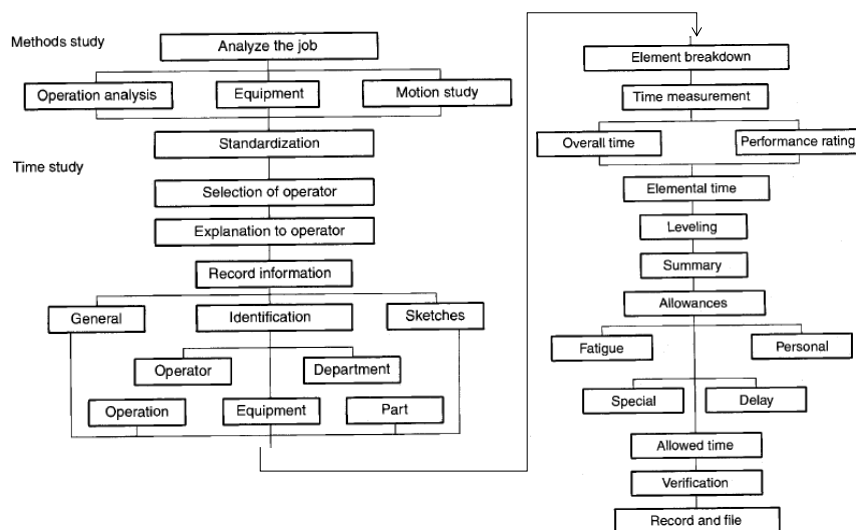 Methods study
Analyze the job
Operation analysis
Equipment
Motion study
Standardization
Time study
Selection of operator
Explanation to operator
Record information
General
Identification
Sketches
Operator
Department
Operation
Equipment
Part
Element breakdown
Time measurement
Overall time
Performance rating
Elemental time
Leveling
Summary
Allowances
Fatigue
Personal
Special
Delay
Allowed time
Verification
Record and file